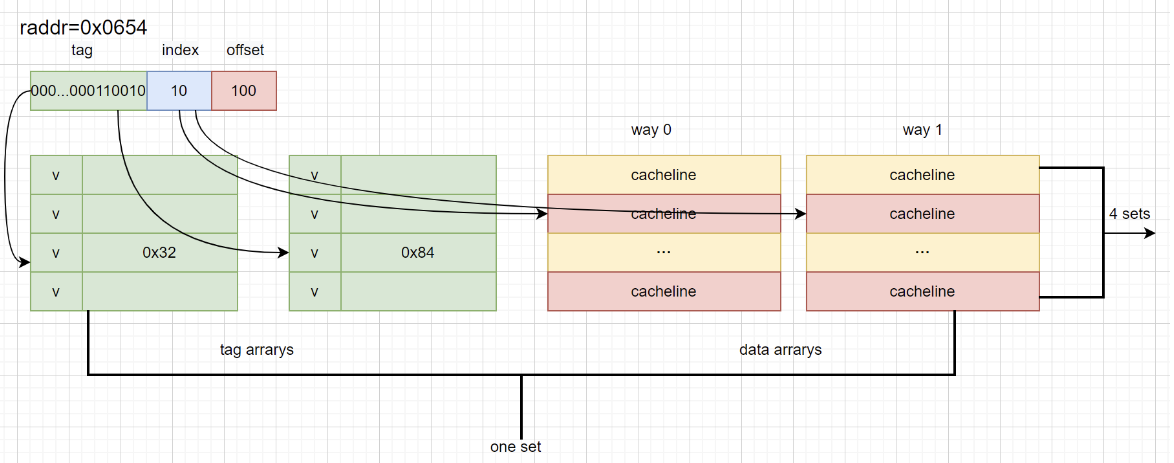 raddr=0x0654
tag index offset
000...000110010 10 100
way 0 way 1
v v cacheline cacheline
v v cacheline cacheline
4 sets
v 0x32 v 0x84 ... ...
v v cacheline cacheline
tag arrarys data arrarys
one set